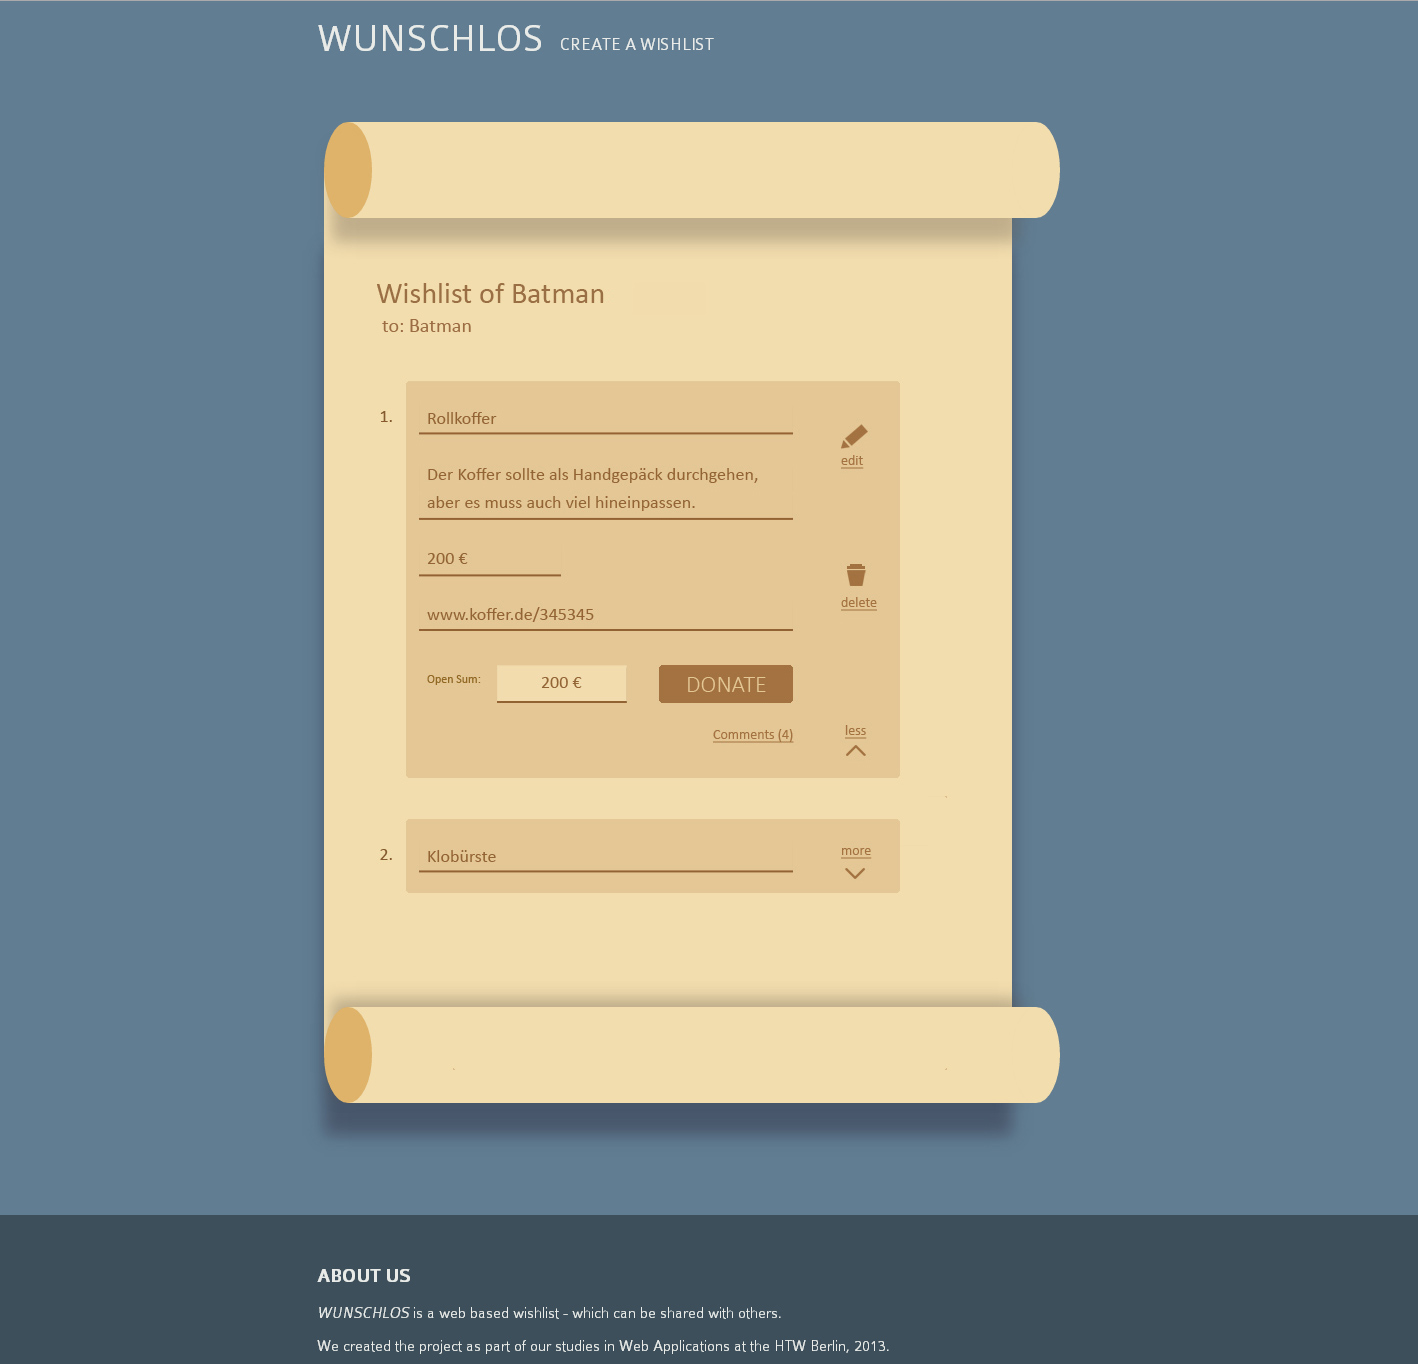 WUNSCHLOS CREATE A WISHLIST
Wishlist of Batman
to: Batman
1. Rollkoffer
edit
Der Koffer sollte als Handgepäck durchgehen,
aber es muss auch viel hineinpassen.
200 €
delete
www.koffer.de/345345
Open Sum: 200 € DONATE
Comments (4) less
2. Klobürste more
ABOUT US
WUNSCHLOS is a web based wishlist - which can be shared with others.
We created the project as part of our studies in Web Applications at the HTW Berlin, 2013.